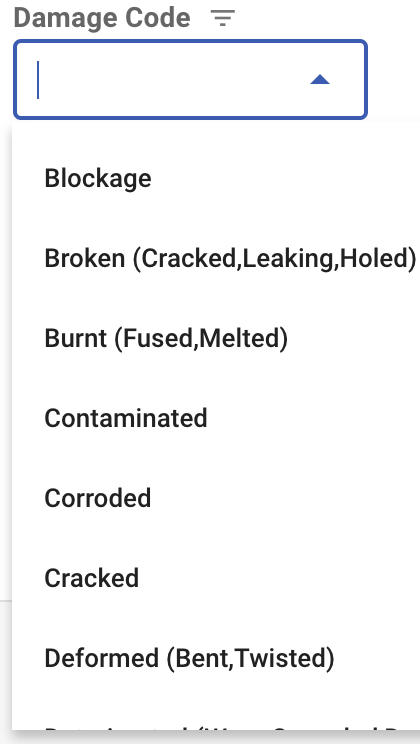 Damage Code
Blockage
Broken (Cracked,Leaking,Holed)
Burnt (Fused,Melted)
Contaminated
Corroded
Cracked
Deformed (Bent,Twisted)